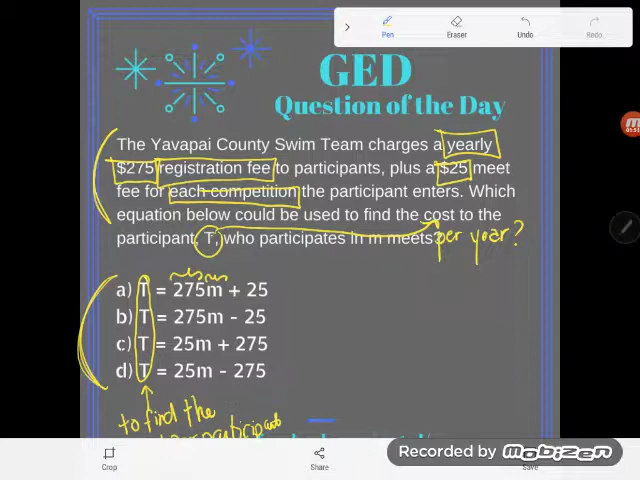 Pen
Eraser
Undo
Redo
GED
Question of the Day
01:51
The Yavapai County Swim Team charges a yearly
$275 registration fee to participants, plus a $25 meet
fee for each competition the participant enters. Which
equation below could be used to find the cost to the
participant, T, who participates in m meets?
per year?
a) T = 275m + 25
b) T = 275m - 25
c) T = 25m + 275
d) T = 25m - 275
to find the
participant
Crop
Share
Save
Recorded by mobizen